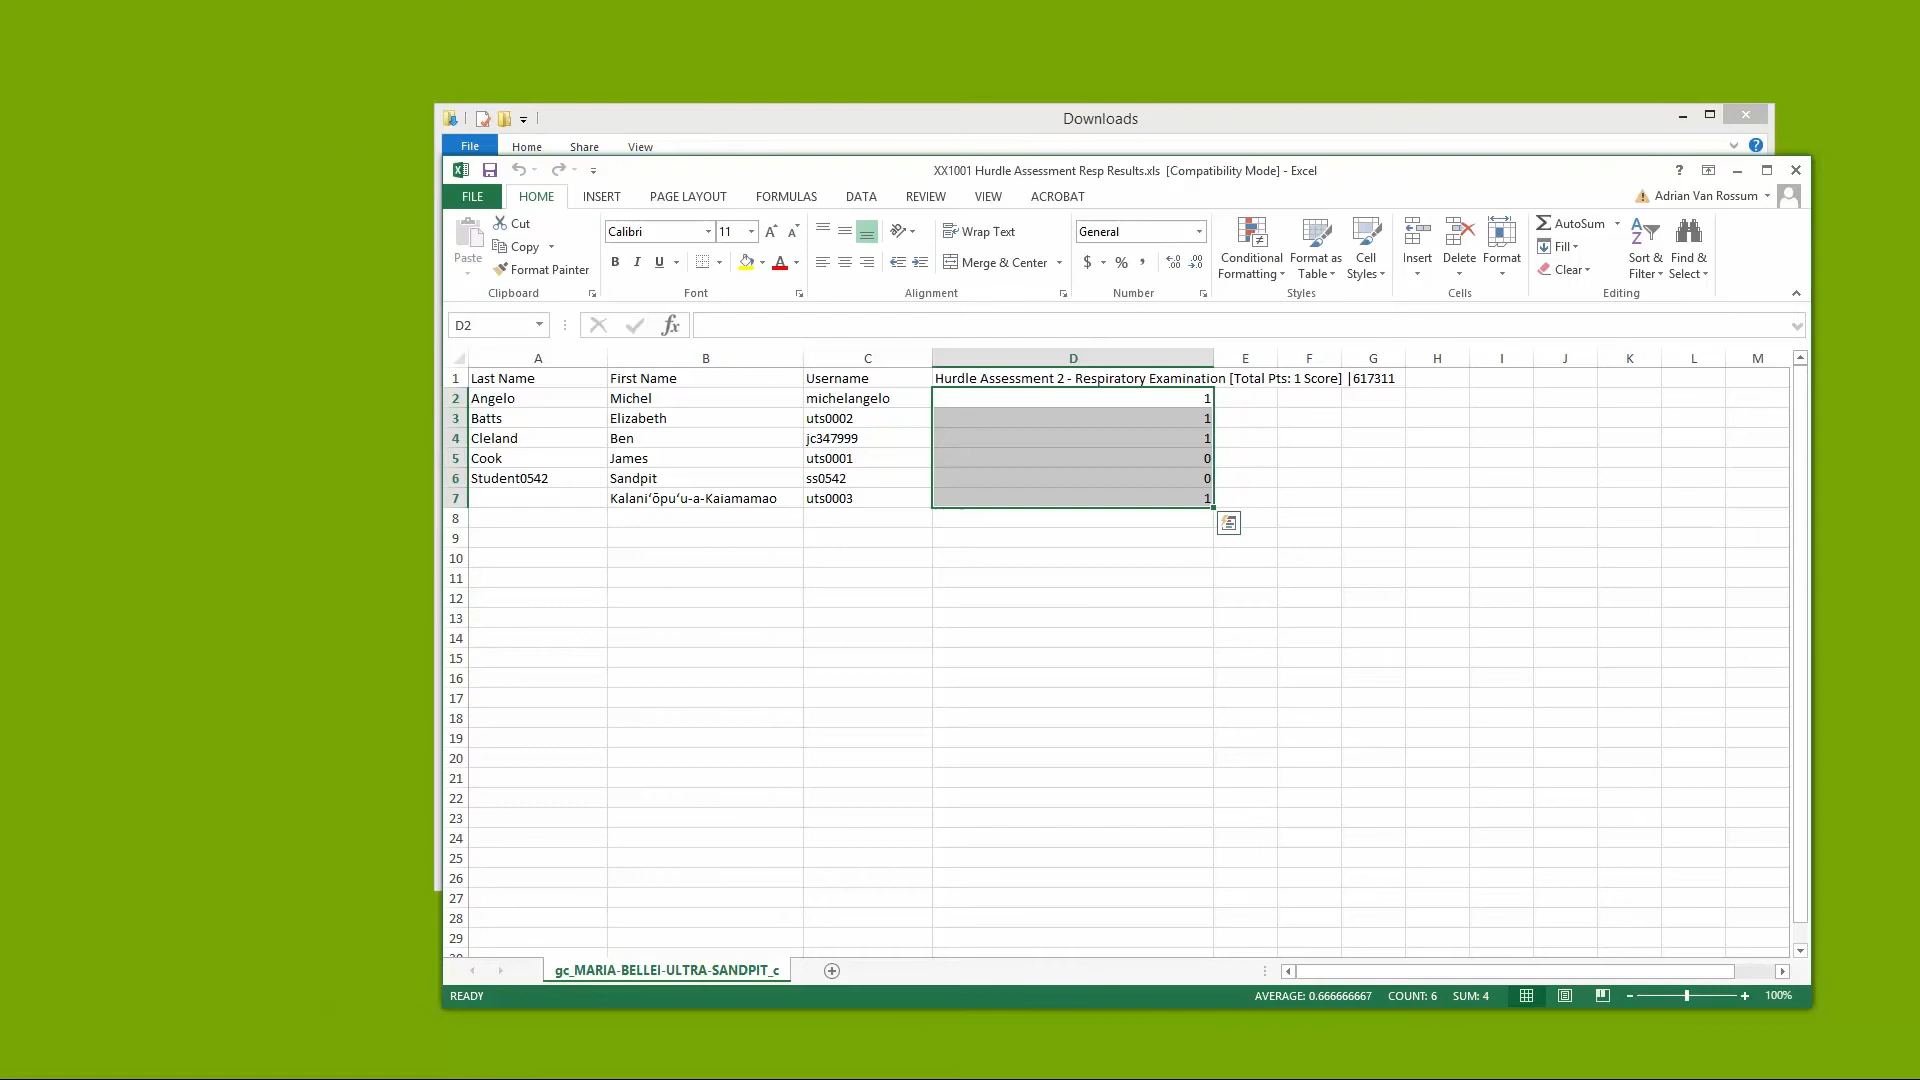 Downloads
File Home Share View
XX1001 Hurdle Assessment Resp Results.xls [Compatibility Mode] - Excel
FILE HOME INSERT PAGE LAYOUT FORMULAS DATA REVIEW VIEW ACROBAT Adrian Van Rossum
Paste
Cut
Copy
Format Painter
Clipboard
Calibri 11
B I U
Font
Wrap Text
Merge & Center
Alignment
General
$ % ,
Number
Conditional Formatting
Format as Table
Cell Styles
Styles
Insert Delete Format
Cells
AutoSum
Fill
Clear
Sort & Filter
Find & Select
Editing
D2 fx
A B C D E F G H I J K L M
1 Last Name First Name Username Hurdle Assessment 2 - Respiratory Examination [Total Pts: 1 Score] |617311
2 Angelo Michel michelangelo 1
3 Batts Elizabeth uts0002 1
4 Cleland Ben jc347999 1
5 Cook James uts0001 0
6 Student0542 Sandpit ss0542 0
7 Kalaniʻōpuʻu-a-Kaiamamao uts0003 1
8
9
10
11
12
13
14
15
16
17
18
19
20
21
22
23
24
25
26
27
28
29
gc_MARIA-BELLEI-ULTRA-SANDPIT_c
READY AVERAGE: 0.666666667 COUNT: 6 SUM: 4 100%